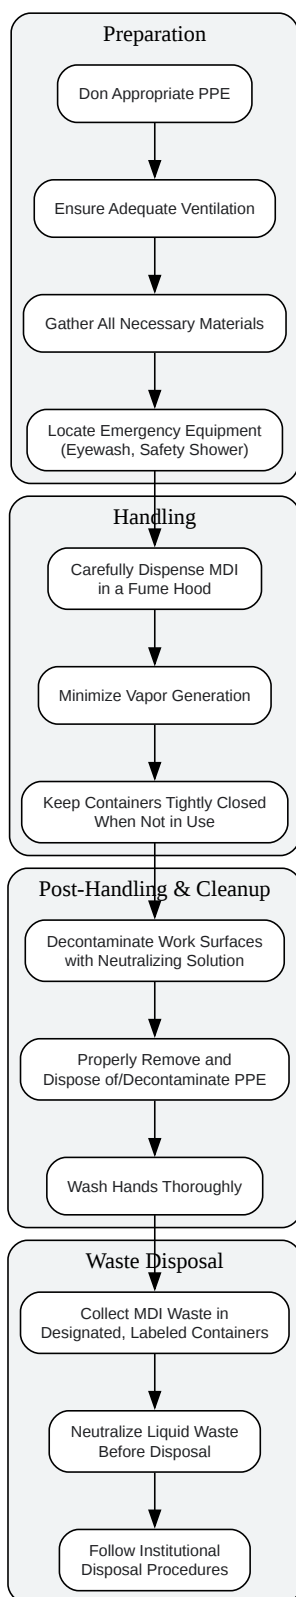 Preparation
Don Appropriate PPE
Ensure Adequate Ventilation
Gather All Necessary Materials
Locate Emergency Equipment
(Eyewash, Safety Shower)
Handling
Carefully Dispense MDI
in a Fume Hood
Minimize Vapor Generation
Keep Containers Tightly Closed
When Not in Use
Post-Handling & Cleanup
Decontaminate Work Surfaces
with Neutralizing Solution
Properly Remove and
Dispose of/Decontaminate PPE
Wash Hands Thoroughly
Waste Disposal
Collect MDI Waste in
Designated, Labeled Containers
Neutralize Liquid Waste
Before Disposal
Follow Institutional
Disposal Procedures